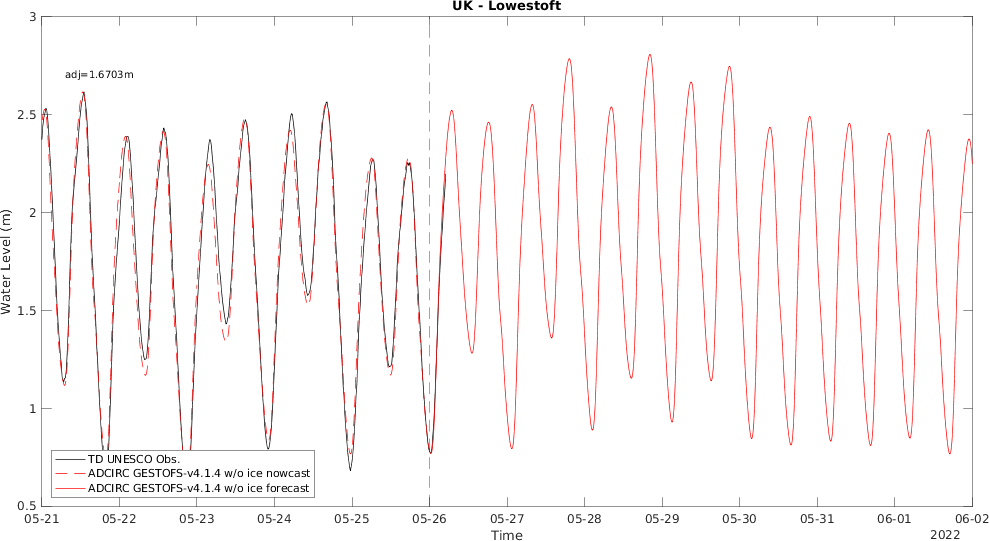 UK - Lowestoft
3
adj=1.6703m
2.5
2
Water Level (m)
1.5
1
0.5
TD UNESCO Obs.
ADCIRC GESTOFS-v4.1.4 w/o ice nowcast
ADCIRC GESTOFS-v4.1.4 w/o ice forecast
05-21 05-22 05-23 05-24 05-25 05-26 05-27 05-28 05-29 05-30 05-31 06-01 06-02
Time
2022